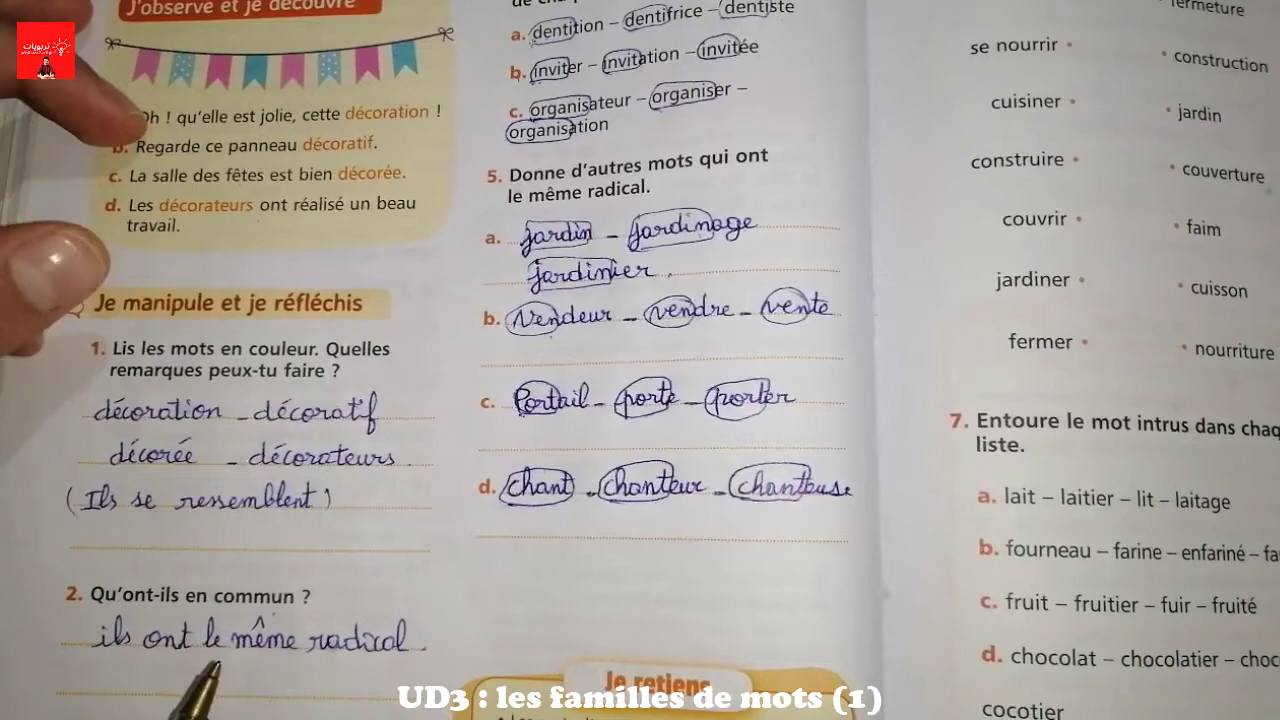 تربويات
J'observe et je découvre
Oh ! qu'elle est jolie, cette décoration !
b. Regarde ce panneau décoratif.
c. La salle des fêtes est bien décorée.
d. Les décorateurs ont réalisé un beau
travail.
Je manipule et je réfléchis
1. Lis les mots en couleur. Quelles
remarques peux-tu faire ?
décoration - décoratif
décorée - décorateurs
(Ils se ressemblent)
2. Qu'ont-ils en commun ?
ils ont le même radical.
a. dentition – dentifrice – dentiste
b. inviter – invitation – invitée
c. organisateur – organiser –
organisation
5. Donne d'autres mots qui ont
le même radical.
a. jardin - jardinage
jardinier.
b. Vendeur - vendre - vente
c. Portail - porte - porter
d. chant - chanteur - chanteuse
Je retiens
fermeture
se nourrir •
• construction
cuisiner •
• jardin
construire •
• couverture
couvrir •
• faim
jardiner •
• cuisson
fermer •
• nourriture
7. Entoure le mot intrus dans chaq
liste.
a. lait – laitier – lit – laitage
b. fourneau – farine – enfariné – fa
c. fruit – fruitier – fuir – fruité
d. chocolat – chocolatier – choc
cocotier
UD3 : les familles de mots (1)